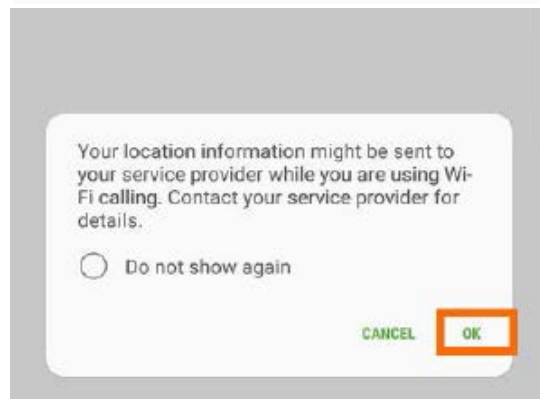 Your location information might be sent to
your service provider while you are using Wi-
Fi calling. Contact your service provider for
details.
Do not show again
CANCEL OK